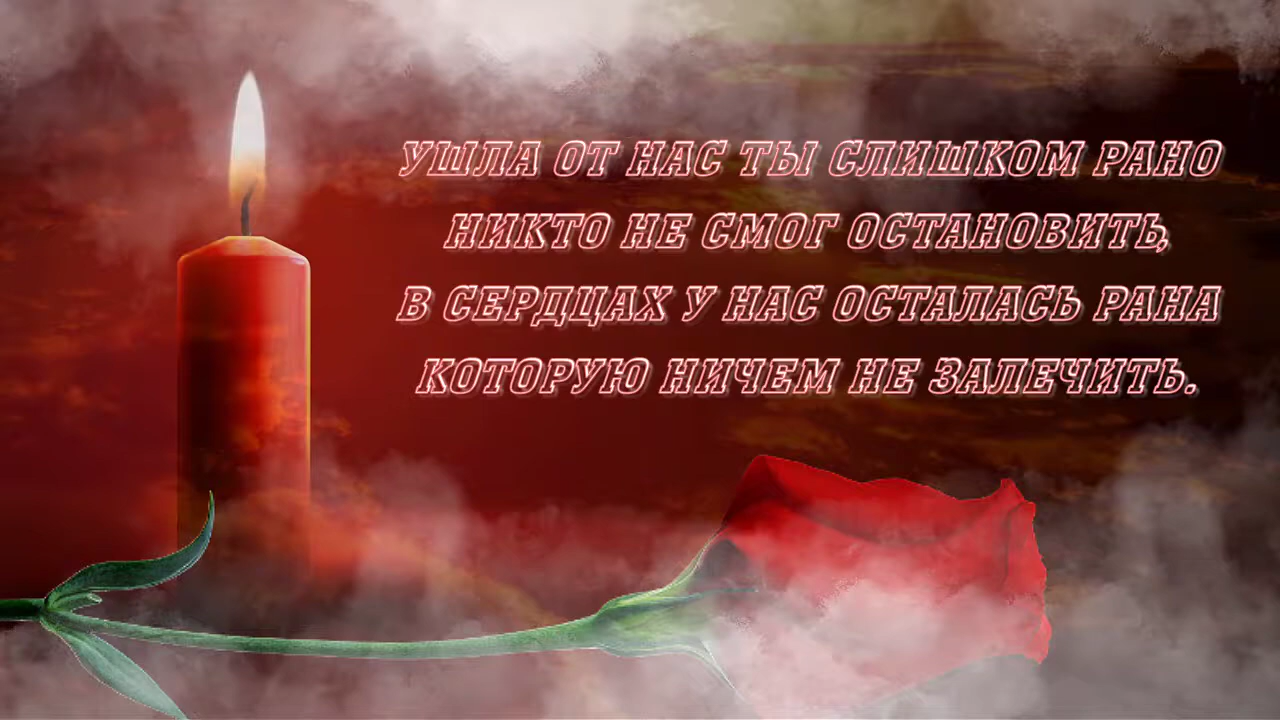 УШЛА ОТ НАС ТЫ СЛИШКОМ РАНО
НИКТО НЕ СМОГ ОСТАНОВИТЬ,
В СЕРДЦАХ У НАС ОСТАЛАСЬ РАНА
КОТОРУЮ НИЧЕМ НЕ ЗАЛЕЧИТЬ.